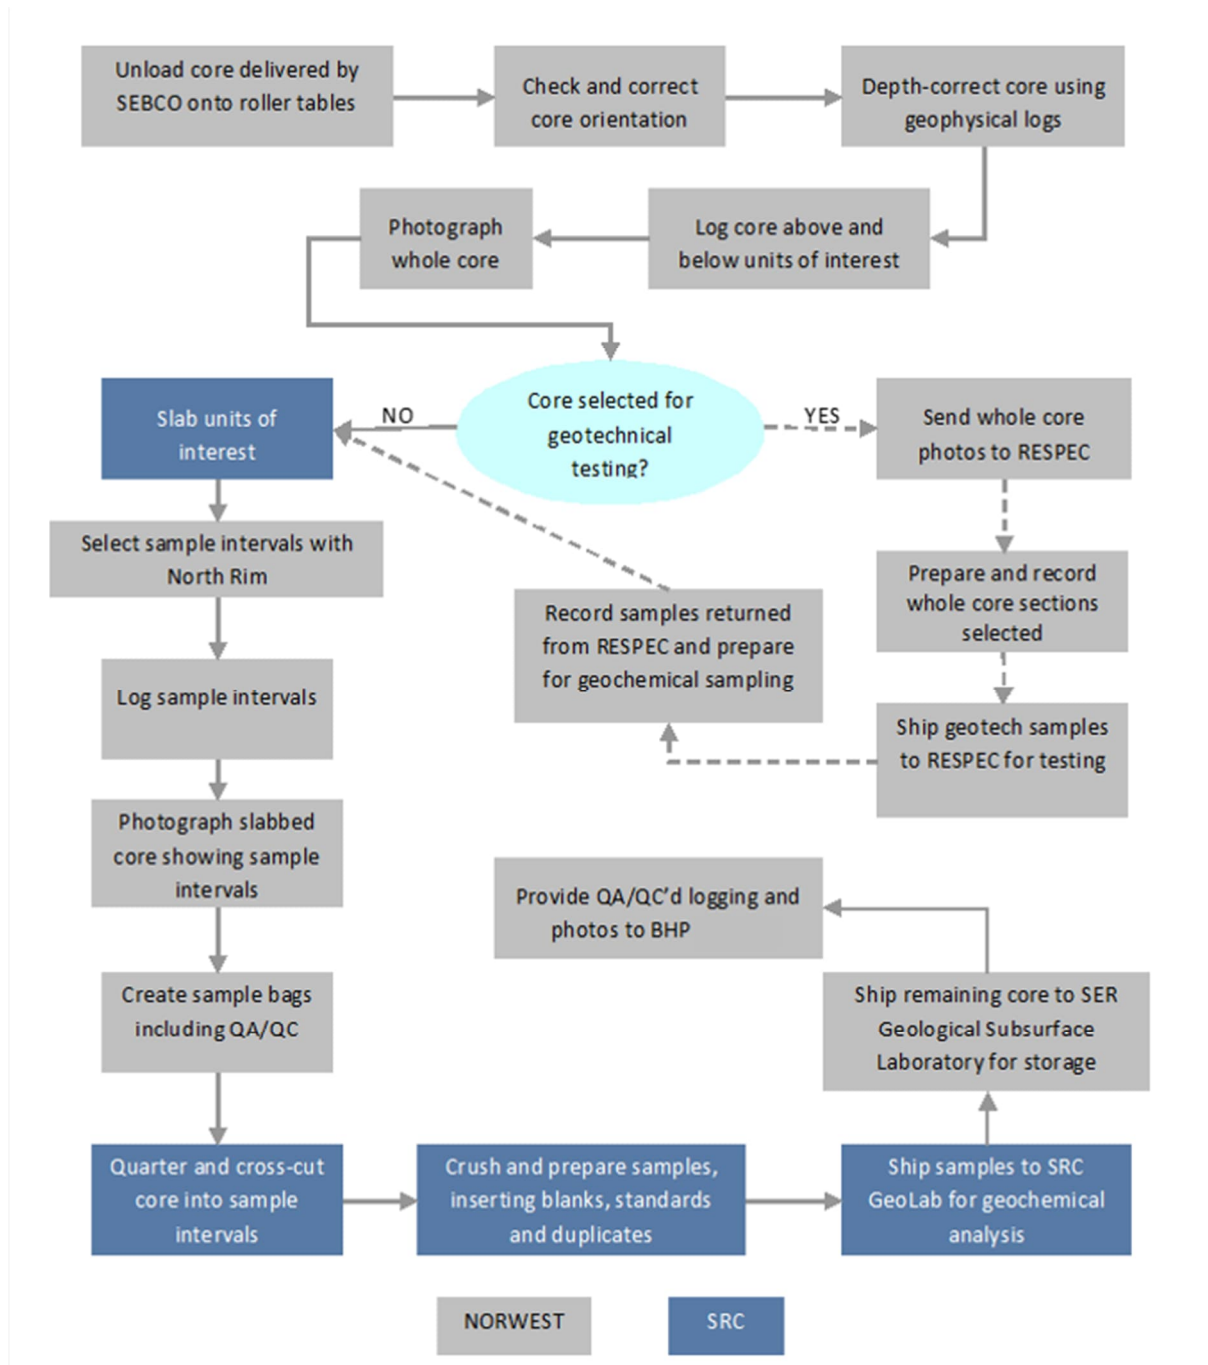 Unload core delivered by
SEBCO onto roller tables
Check and correct
core orientation
Depth-correct core using
geophysical logs
Log core above and
below units of interest
Photograph
whole core
Core selected for
geotechnical
testing?
NO
YES
Slab units of
interest
Send whole core
photos to RESPEC
Prepare and record
whole core sections
selected
Ship geotech samples
to RESPEC for testing
Record samples returned
from RESPEC and prepare
for geochemical sampling
Select sample intervals with
North Rim
Log sample intervals
Photograph slabbed
core showing sample
intervals
Create sample bags
including QA/QC
Quarter and cross-cut
core into sample
intervals
Crush and prepare samples,
inserting blanks, standards
and duplicates
Ship samples to SRC
GeoLab for geochemical
analysis
Ship remaining core to SER
Geological Subsurface
Laboratory for storage
Provide QA/QC’d logging and
photos to BHP
NORWEST
SRC